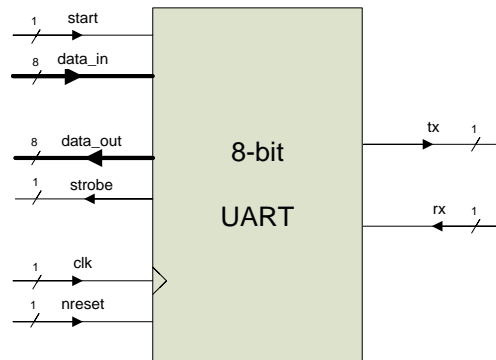 1 start
8 data_in
8 data_out
1 strobe
1 clk
1 nreset
8-bit
UART
tx 1
rx 1